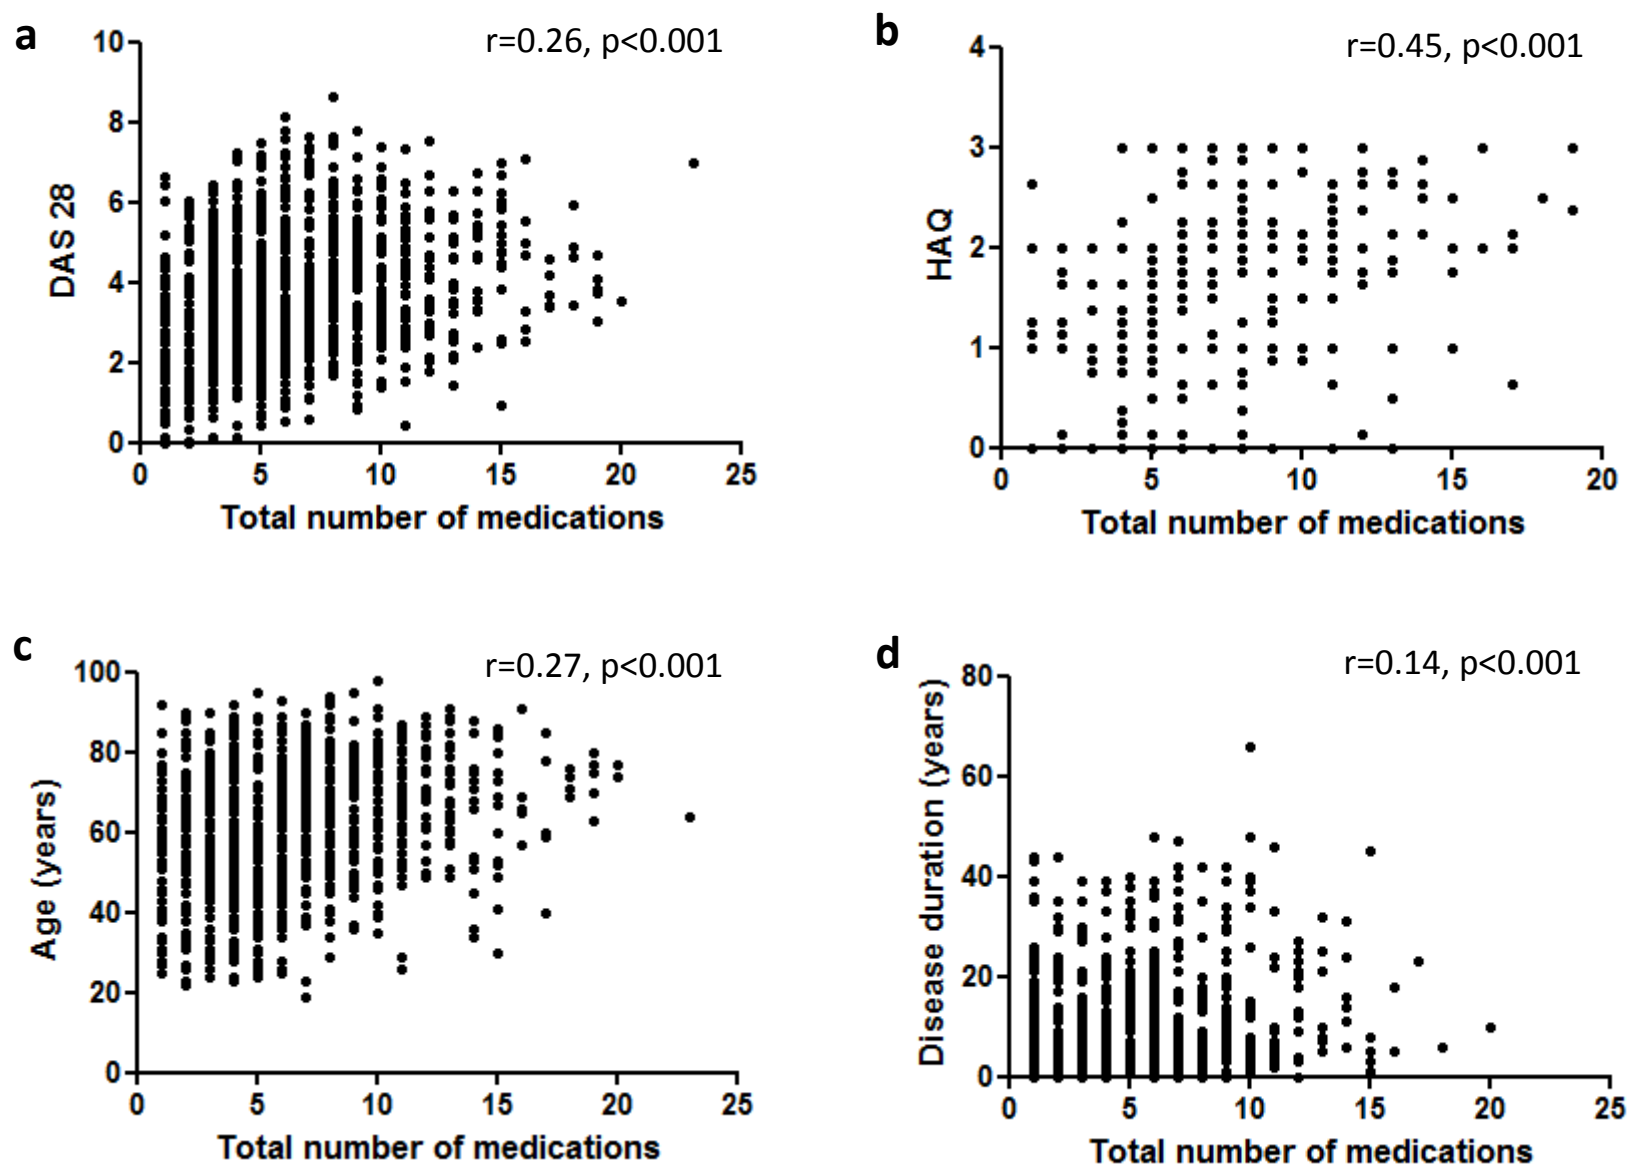 a
r=0.26, p<0.001
DAS 28
10
8
6
4
2
0
0 5 10 15 20 25
Total number of medications
b
r=0.45, p<0.001
HAQ
4
3
2
1
0
0 5 10 15 20
Total number of medications
c
r=0.27, p<0.001
Age (years)
100
80
60
40
20
0
0 5 10 15 20 25
Total number of medications
d
r=0.14, p<0.001
Disease duration (years)
80
60
40
20
0
0 5 10 15 20 25
Total number of medications